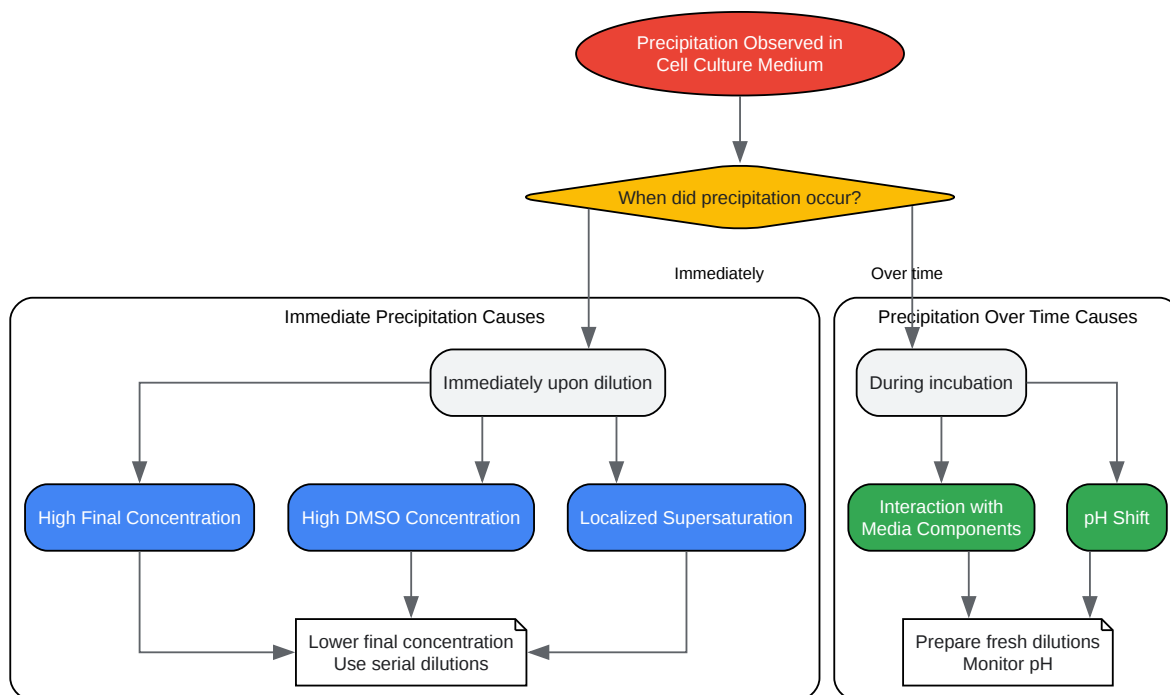 Precipitation Observed in
Cell Culture Medium
When did precipitation occur?
Immediately
Over time
Immediate Precipitation Causes
Precipitation Over Time Causes
Immediately upon dilution
During incubation
High Final Concentration
High DMSO Concentration
Localized Supersaturation
Interaction with
Media Components
pH Shift
Lower final concentration
Use serial dilutions
Prepare fresh dilutions
Monitor pH